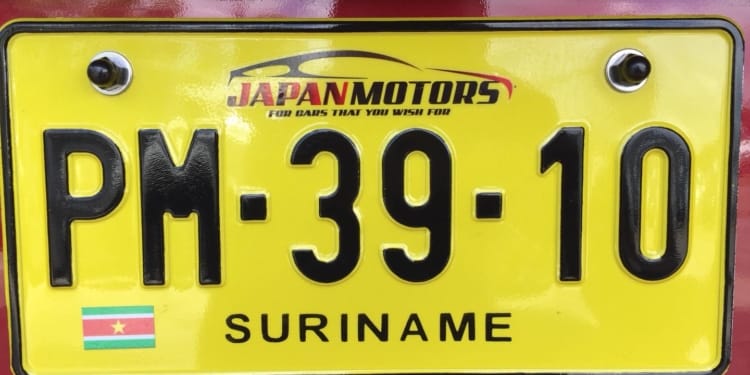 JAPANMOTORS
FOR CARS THAT YOU WISH FOR
PM-39-10
SURINAME